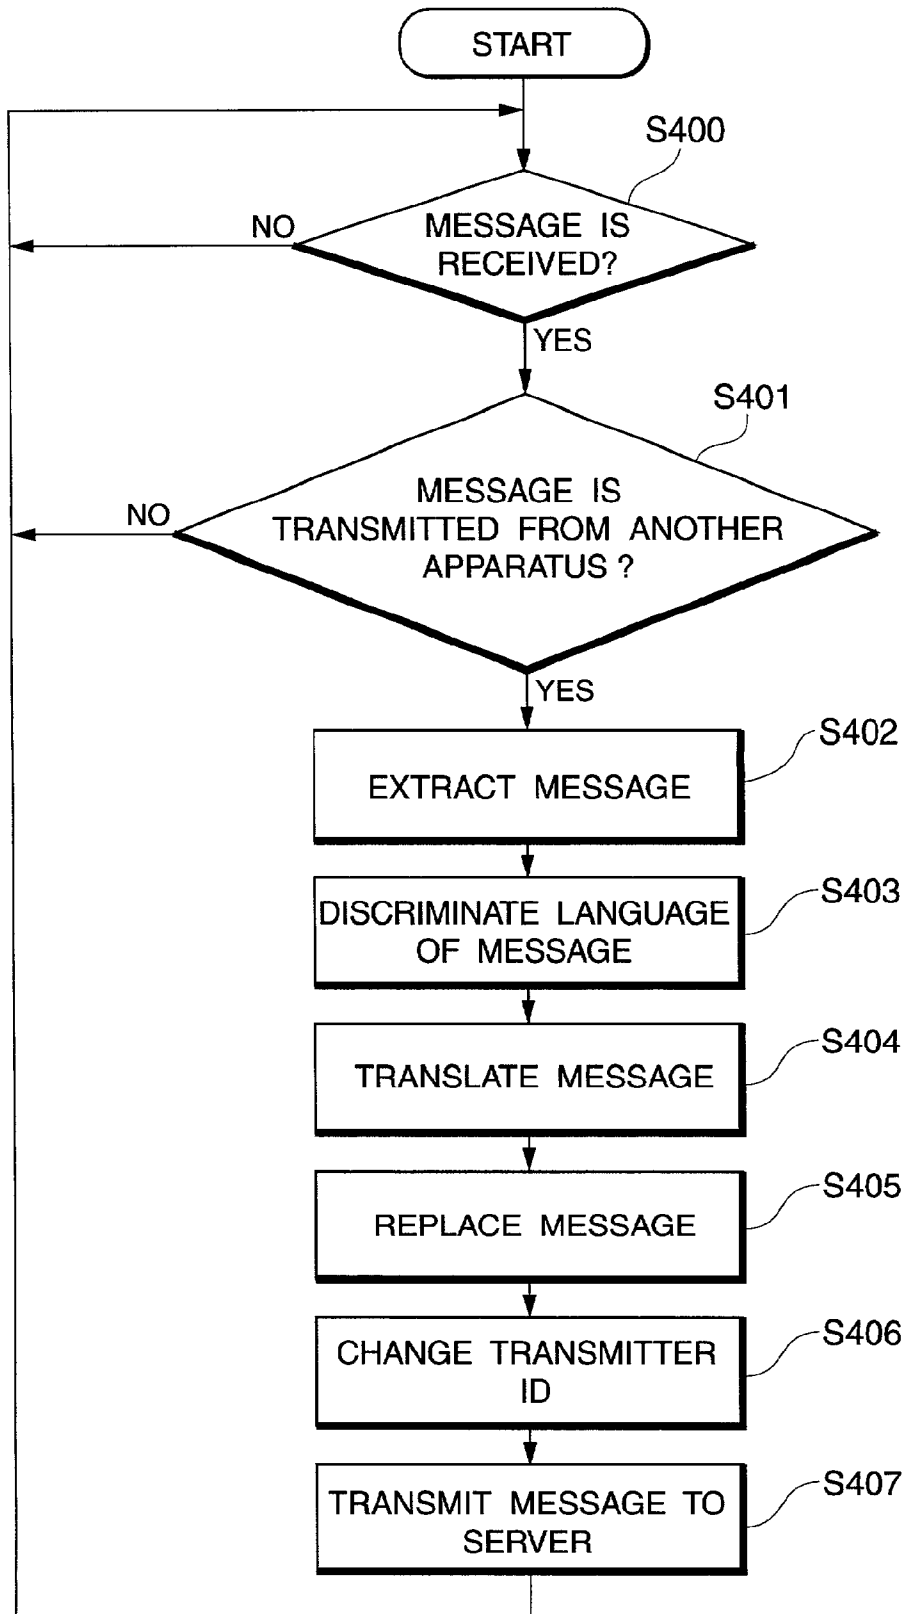 START
S400
MESSAGE IS
RECEIVED?
NO
YES
S401
MESSAGE IS
TRANSMITTED FROM ANOTHER
APPARATUS ?
NO
YES
S402
EXTRACT MESSAGE
S403
DISCRIMINATE LANGUAGE
OF MESSAGE
S404
TRANSLATE MESSAGE
S405
REPLACE MESSAGE
S406
CHANGE TRANSMITTER
ID
S407
TRANSMIT MESSAGE TO
SERVER